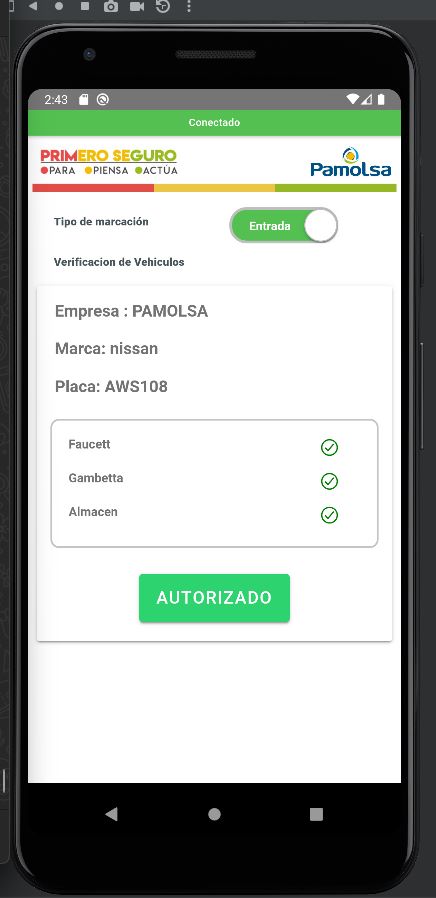 2:43
Conectado
PRIMERO SEGURO
PARA PIENSA ACTÚA
Pamolsa
Tipo de marcación
Entrada
Verificacion de Vehiculos
Empresa : PAMOLSA
Marca: nissan
Placa: AWS108
Faucett
Gambetta
Almacen
AUTORIZADO